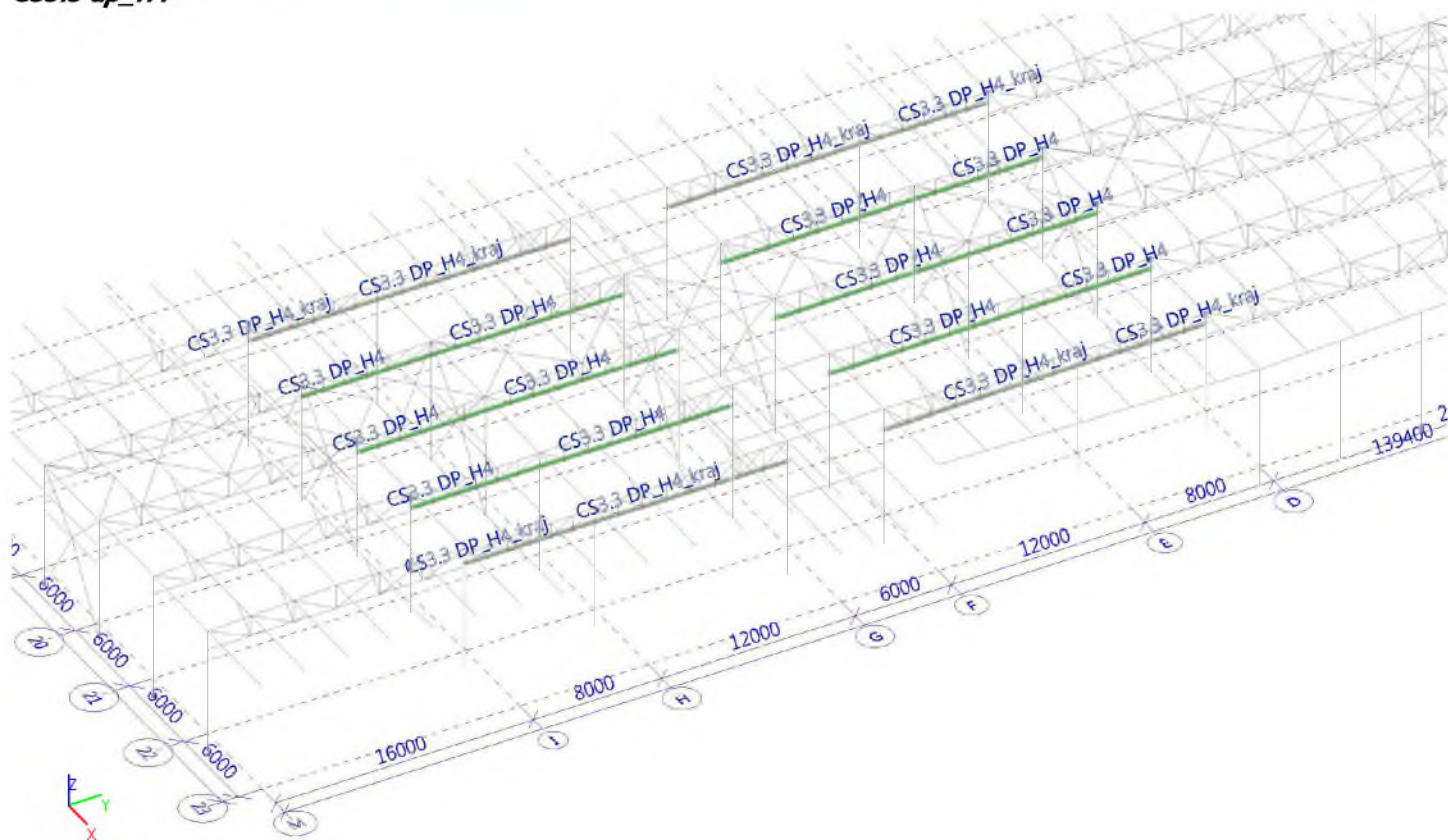 CS3.3 DP_H4_kraj
CS3.3 DP_H4_kraj
CS3.3 DP_H4
CS3.3 DP_H4
CS3.3 DP_H4
CS3.3 DP_H4_kraj
CS3.3 DP_H4
CS3.3 DP_H4_kraj
CS3.3 DP_H4
CS3.3 DP_H4
CS3.3 DP_H4
CS3.3 DP_H4
CS3.3 DP_H4_kraj
CS3.3 DP_H4
CS3.3 DP_H4_kraj
CS3.3 DP_H4
CS3.3 DP_H4
CS3.3 DP_H4_kraj
CS3.3 DP_H4
CS3.3 DP_H4_kraj
139400
8000
D
12000
E
6000
F
12000
G
8000
H
16000
I
6000
20
6000
21
6000
22
6000
23
Z
Y
X